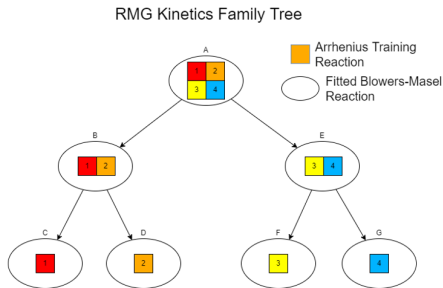 RMG Kinetics Family Tree
A
1 2
3 4
Arrhenius Training
Reaction
Fitted Blowers-Masel
Reaction
B
1 2
E
3 4
C
1
D
2
F
3
G
4